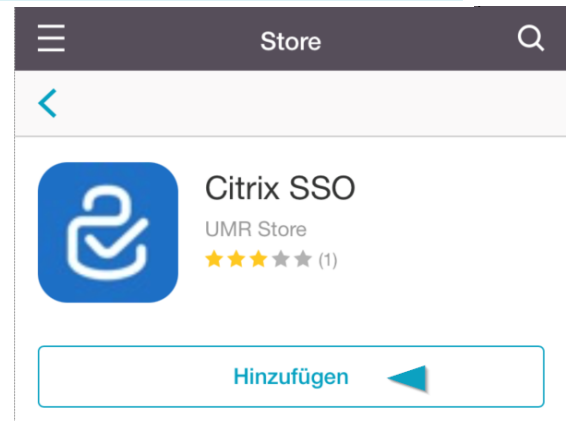 Store
Citrix SSO
UMR Store
(1)
Hinzufügen